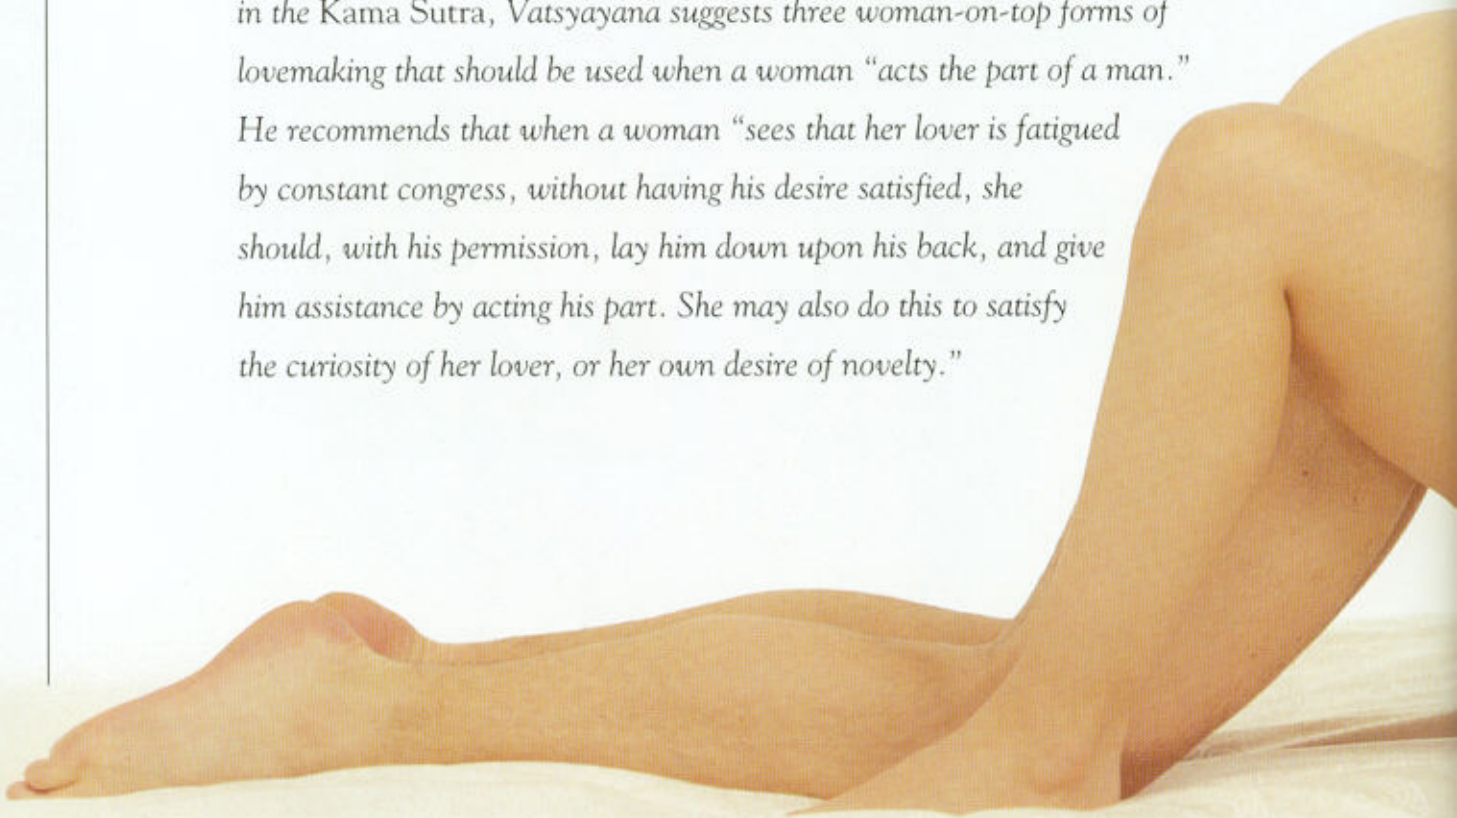 in the Kama Sutra, Vatsyayana suggests three woman-on-top forms of
lovemaking that should be used when a woman “acts the part of a man.”
He recommends that when a woman “sees that her lover is fatigued
by constant congress, without having his desire satisfied, she
should, with his permission, lay him down upon his back, and give
him assistance by acting his part. She may also do this to satisfy
the curiosity of her lover, or her own desire of novelty.”